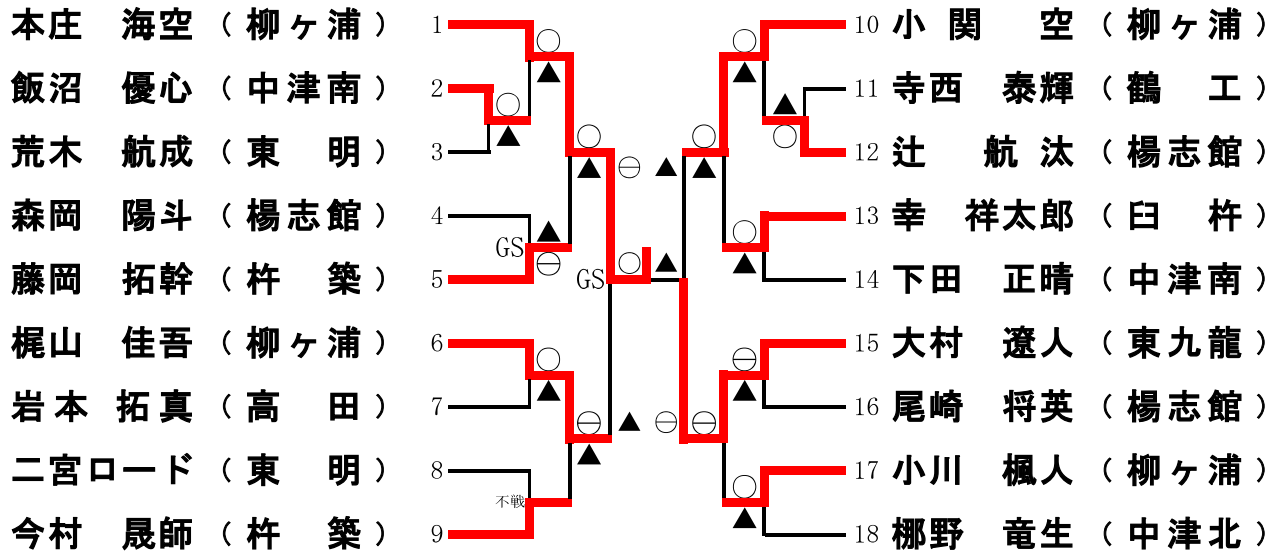 本庄 海空 （ 柳ヶ浦 ） 1
飯沼 優心 （ 中津南 ） 2
荒木 航成 （ 東 明 ） 3
森岡 陽斗 （ 楊志館 ） 4
GS
藤岡 拓幹 （ 杵 築 ） 5
梶山 佳吾 （ 柳ヶ浦 ） 6
岩本 拓真 （ 高 田 ） 7
二宮ロード （ 東 明 ） 8
不戦
今村 晟師 （ 杵 築 ） 9
GS
10 小関 空 （ 柳ヶ浦 ）
11 寺西 泰輝 （ 鶴 工 ）
12 辻 航汰 （ 楊志館 ）
13 幸 祥太郎 （ 臼 杵 ）
14 下田 正晴 （ 中津南 ）
15 大村 遼人 （ 東九龍 ）
16 尾崎 将英 （ 楊志館 ）
17 小川 楓人 （ 柳ヶ浦 ）
18 梛野 竜生 （ 中津北 ）